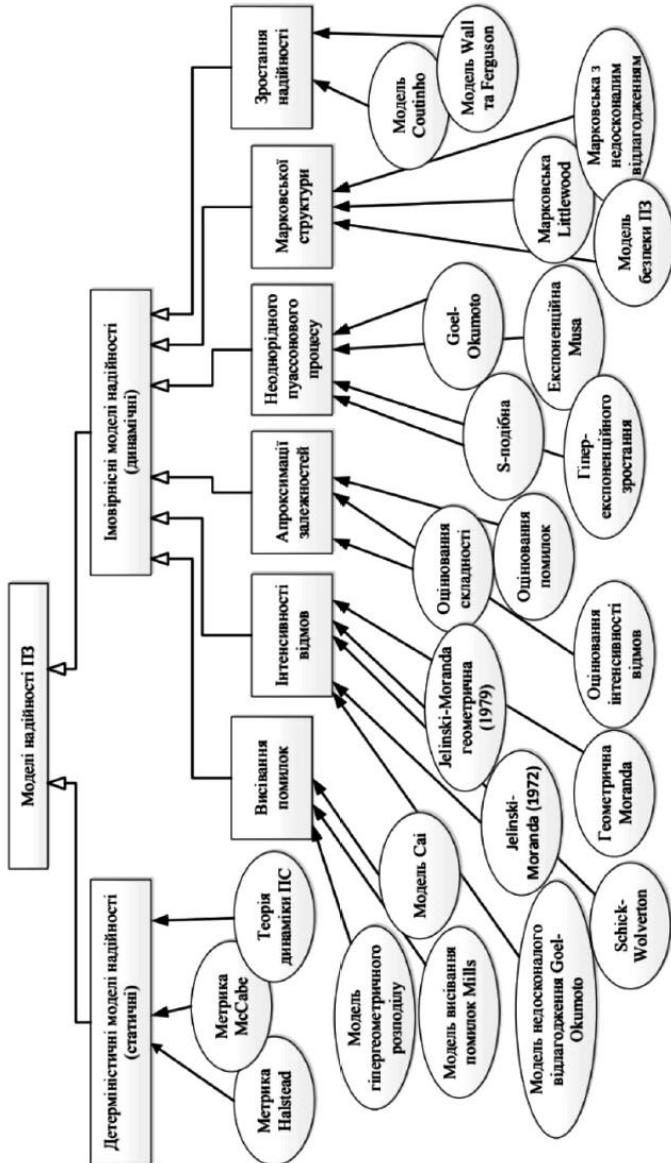 Моделі надійності ПЗ
Детерміністичні моделі надійності
(статичні)
Імовірнісні моделі надійності
(динамічні)
Метрика
Halstead
Метрика
McCabe
Теорія
динаміки ПС
Висівання
помилок
Інтенсивності
відмов
Апроксимації
залежностей
Неоднорідного
пуассонового
процесу
Марковської
структури
Зростання
надійності
Модель
гіпергеометричного
розподілу
Модель висівання
помилок Mills
Модель Cai
Модель недосконалого
відлагодження Goel-
Okumoto
Schick-
Wolverton
Jelinski-
Moranda (1972)
Jelinski-Moranda
геометрична
(1979)
Геометрична
Moranda
Оцінювання
складності
Оцінювання
інтенсивності
відмов
Оцінювання
помилок
S-подібна
Гіпер-
експоненційного
зростання
Goel-
Okumoto
Експоненційна
Musa
Модель
безпеки ПЗ
Марковська
Littlewood
Марковська з
недосконалим
відлагодженням
Модель
Coutinho
Модель Wall
та Ferguson